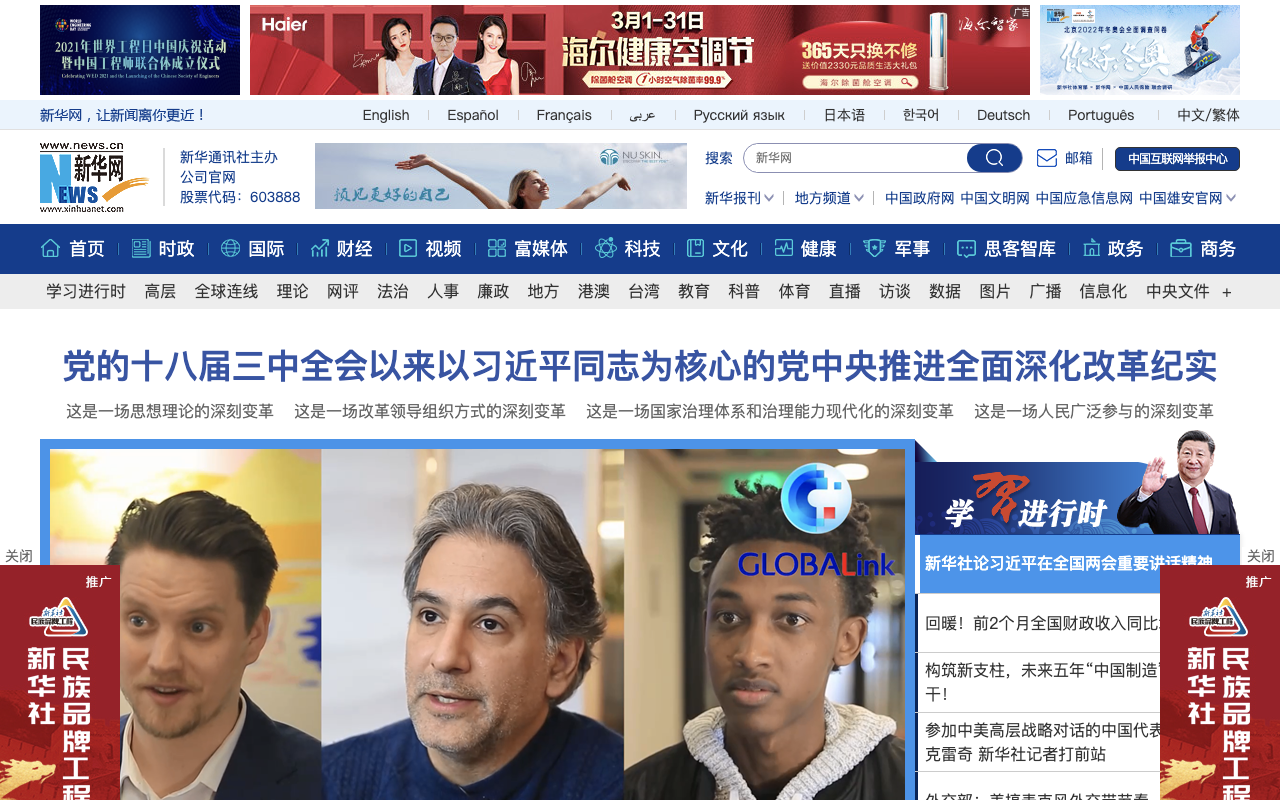 2021年世界工程日中国庆祝活动
暨中国工程师联合体成立仪式
Celebrating WED 2021 and the Launching of the Chinese Society of Engineers
Haier
3月1-31日
海尔健康空调节
除菌舱空调 1小时空气除菌率99.9%
365天只换不修
送价值2330元品质生活大礼包
海尔除菌舱空调
海尔智家
广告
北京2022年冬奥会全面调查问卷
你好,冬奥
新华网，让新闻离你更近！
English
Español
Français
عربي
Русский язык
日本语
한국어
Deutsch
Português
中文/繁体
www.news.cn
新华网
NEWS
www.xinhuanet.com
新华通讯社主办
公司官网
股票代码：603888
预见更好的自己
NU SKIN
搜索
新华网
邮箱
中国互联网举报中心
新华报刊
地方频道
中国政府网
中国文明网
中国应急信息网
中国雄安官网
首页
时政
国际
财经
视频
富媒体
科技
文化
健康
军事
思客智库
政务
商务
学习进行时
高层
全球连线
理论
网评
法治
人事
廉政
地方
港澳
台湾
教育
科普
体育
直播
访谈
数据
图片
广播
信息化
中央文件
+
党的十八届三中全会以来以习近平同志为核心的党中央推进全面深化改革纪实
这是一场思想理论的深刻变革
这是一场改革领导组织方式的深刻变革
这是一场国家治理体系和治理能力现代化的深刻变革
这是一场人民广泛参与的深刻变革
GLOBALink
学习进行时
新华社论习近平在全国两会重要讲话精神
回暖！前2个月全国财政收入同比
构筑新支柱，未来五年“中国制造”
干！
参加中美高层战略对话的中国代表
克雷奇 新华社记者打前站
外交部：美搞麦克风外交带节奏
关闭
推广
新华社
民族品牌工程
新华社
民族品牌工程
关闭
推广
新华社
民族品牌工程
新华社
民族品牌工程